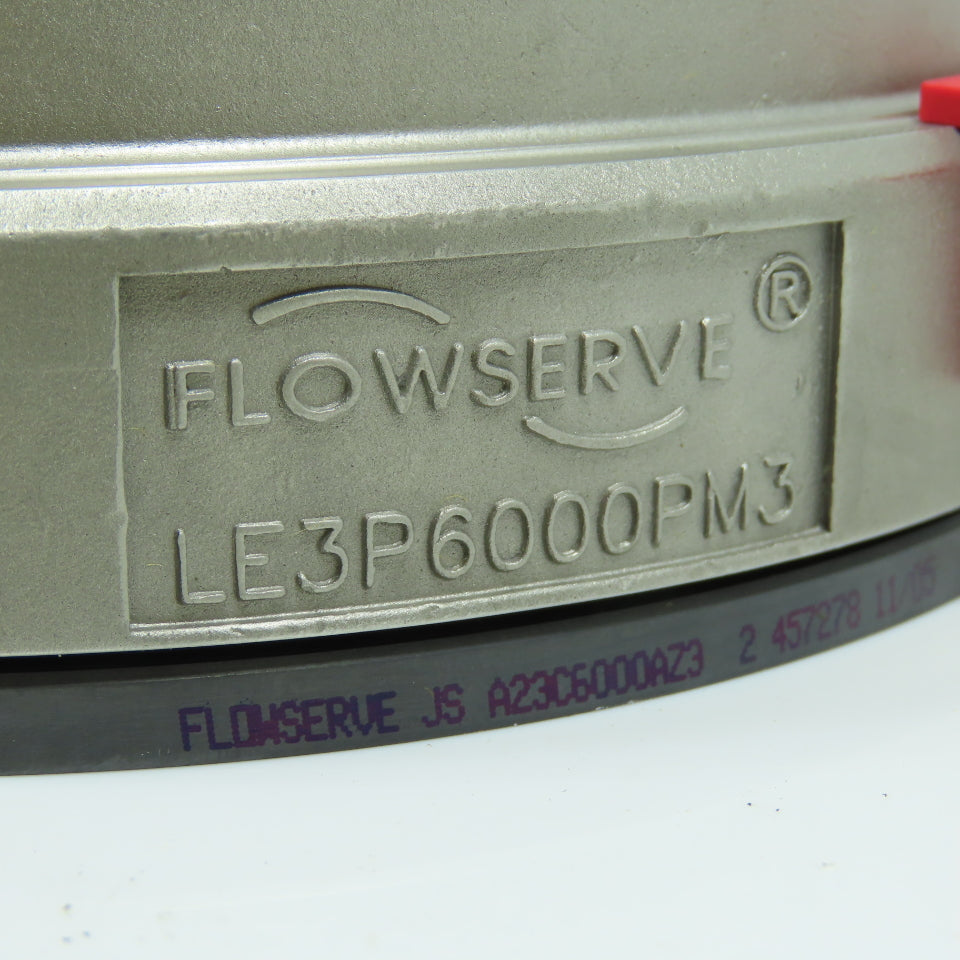 FLOWSERVE ®
LE3P6000PM3
FLOWSERVE JS A23C6000AZ3 2 457278 11/05